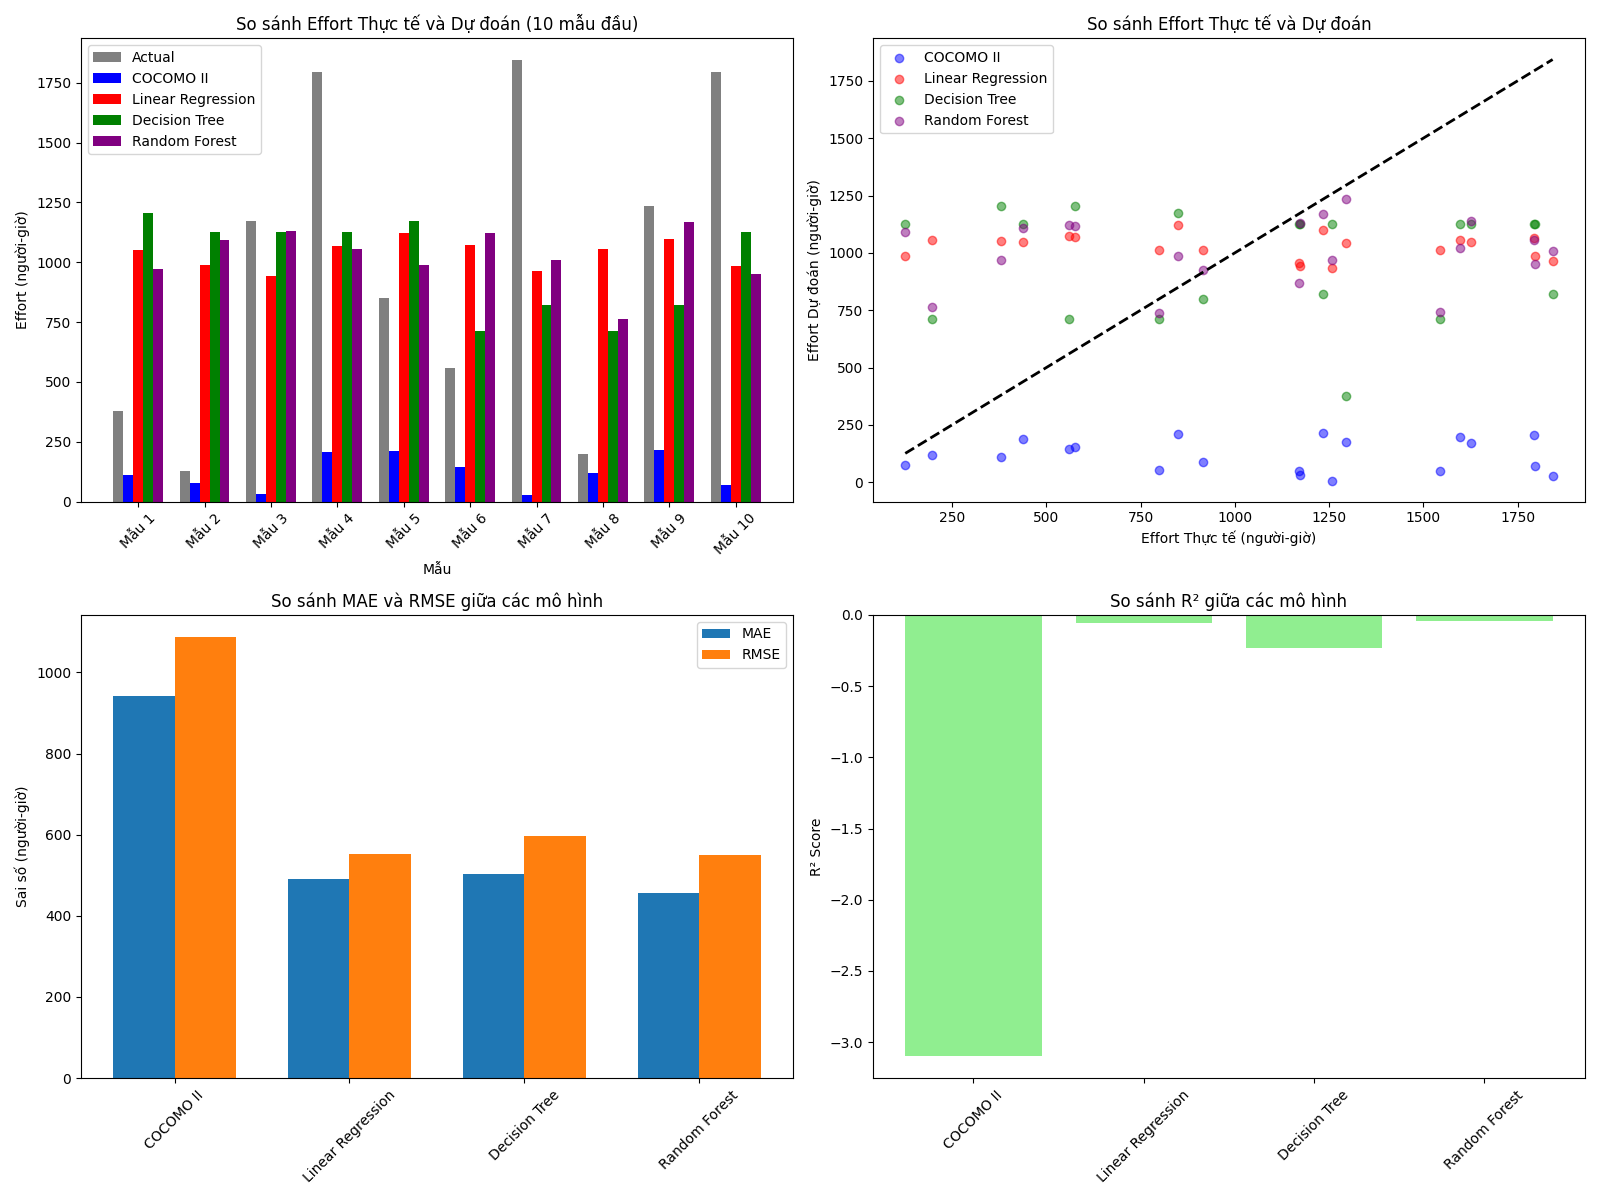 So sánh Effort Thực tế và Dự đoán (10 mẫu đầu)
Actual
COCOMO II
Linear Regression
Decision Tree
Random Forest
Effort (người-giờ)
1750
1500
1250
1000
750
500
250
0
Mẫu 1
Mẫu 2
Mẫu 3
Mẫu 4
Mẫu 5
Mẫu 6
Mẫu 7
Mẫu 8
Mẫu 9
Mẫu 10
Mẫu
So sánh Effort Thực tế và Dự đoán
COCOMO II
Linear Regression
Decision Tree
Random Forest
Effort Dự đoán (người-giờ)
1750
1500
1250
1000
750
500
250
0
250
500
750
1000
1250
1500
1750
Effort Thực tế (người-giờ)
So sánh MAE và RMSE giữa các mô hình
MAE
RMSE
Sai số (người-giờ)
1000
800
600
400
200
0
COCOMO II
Linear Regression
Decision Tree
Random Forest
So sánh R² giữa các mô hình
R² Score
0.0
−0.5
−1.0
−1.5
−2.0
−2.5
−3.0
COCOMO II
Linear Regression
Decision Tree
Random Forest